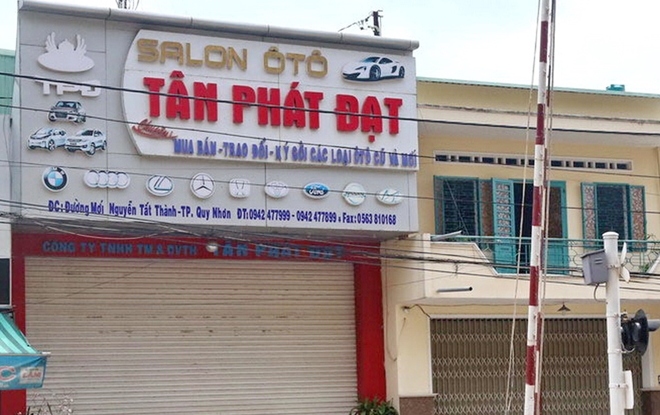 SALON ÔTÔ
TPD
TÂN PHÁT ĐẠT
MUA BÁN - TRAO ĐỔI - KÝ GỞI CÁC LOẠI ÔTÔ CŨ VÀ MỚI
ĐC: Đường Mới Nguyễn Tất Thành-TP. Quy Nhơn ĐT: 0942 477999 - 0942 477899 * Fax: 0563 810168
CÔNG TY TNHH TM & DVTH TÂN PHÁT ĐẠT